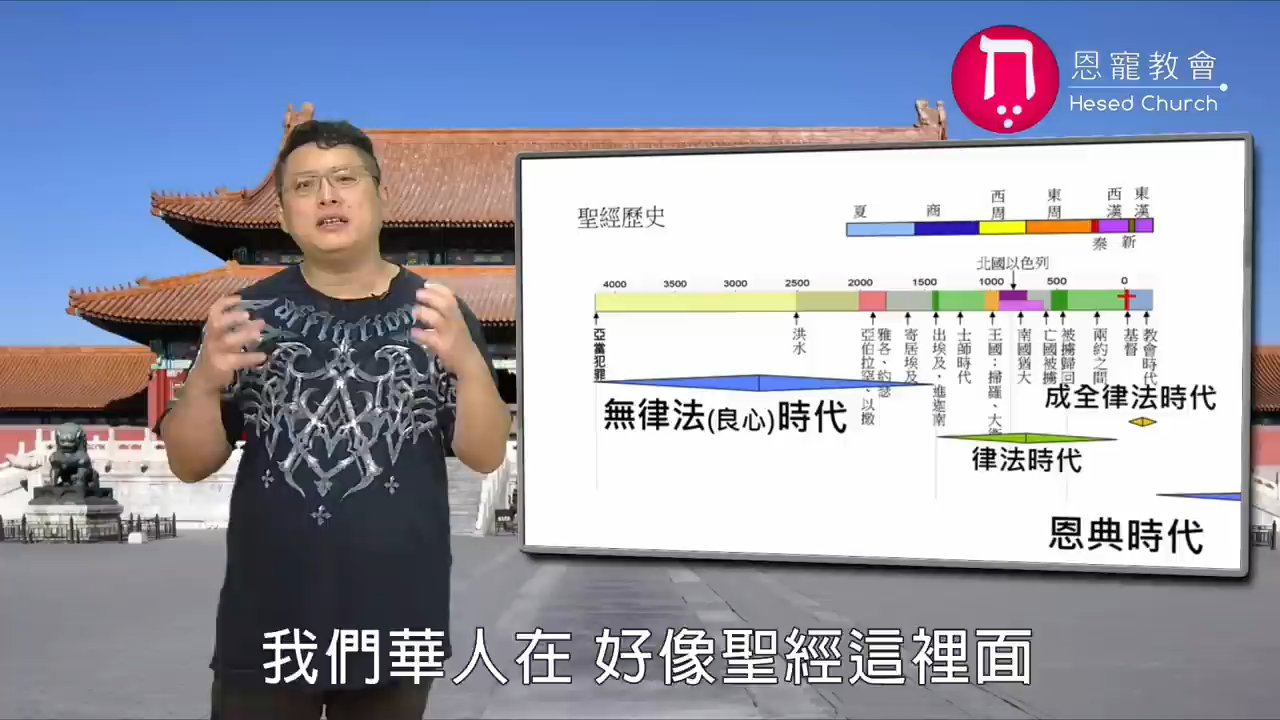 恩寵教會
Hesed Church
affliction
聖經歷史
夏
商
西周
東周
秦
西漢
新
東漢
北國以色列
4000 3500 3000 2500 2000 1500 1000 500 0
亞當犯罪
洪水
亞伯拉罕、以撒
雅各、約瑟
寄居埃及
出埃及、進迦南
士師時代
王國：掃羅、大衛
南國猶大
亡國被擄
被擄歸回
兩約之間
基督
教會時代
無律法(良心)時代
成全律法時代
律法時代
恩典時代
我們華人在 好像聖經這裡面